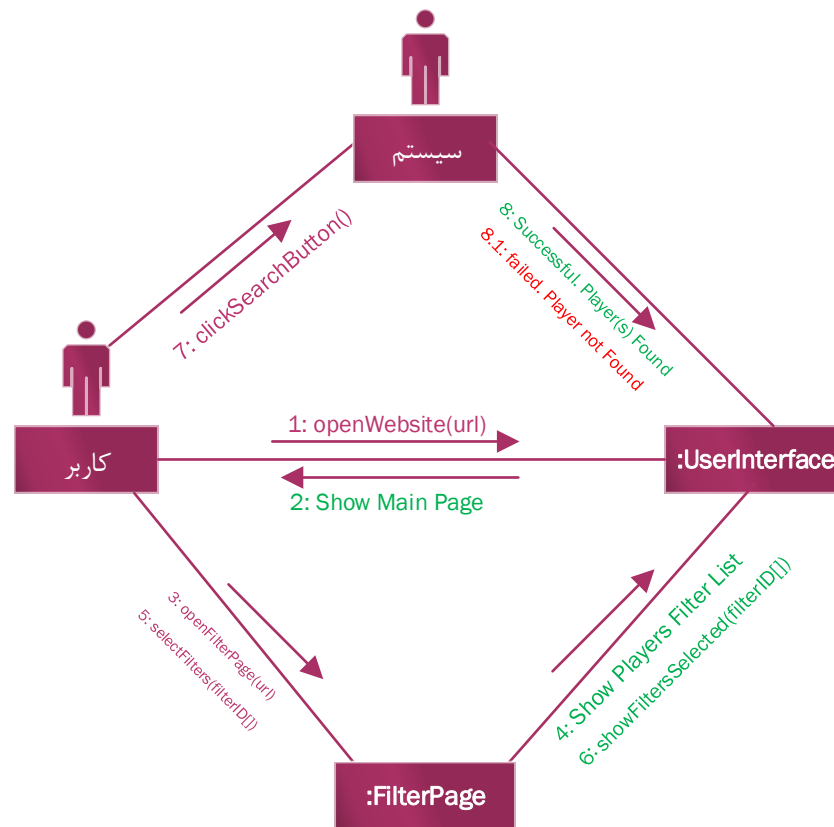 سیستم
7: clickSearchButton()
8: Successful. Player(s) Found
8.1: failed. Player not Found
1: openWebsite(url)
کاربر
:UserInterface
2: Show Main Page
3: openFilterPage(url)
5: selectFilters(filterID[])
4: Show Players Filter List
6: showFiltersSelected(filterID[])
:FilterPage